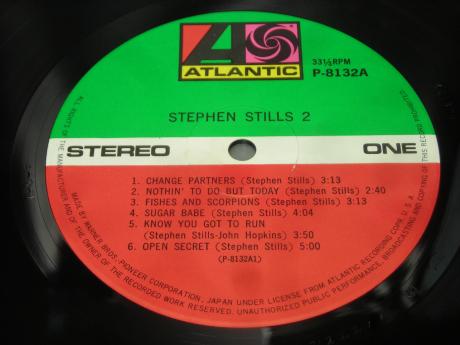 ATLANTIC
33⅓RPM
P-8132A
STEPHEN STILLS 2
STEREO
ONE
1. CHANGE PARTNERS (Stephen Stills) 3:13
2. NOTHIN' TO DO BUT TODAY (Stephen Stills) 2:40
3. FISHES AND SCORPIONS (Stephen Stills) 3:13
4. SUGAR BABE (Stephen Stills) 4:04
5. KNOW YOU GOT TO RUN
(Stephen Stills-John Hopkins) 3:50
6. OPEN SECRET (Stephen Stills) 5:00
(P-8132A1)
MADE BY WARNER BROS.-PIONEER CORPORATION, JAPAN UNDER LICENSE FROM ATLANTIC RECORDING CORP. U.S.A.
ALL RIGHTS OF THE MANUFACTURER AND OF THE OWNER OF THE RECORDED WORK RESERVED. UNAUTHORIZED PUBLIC PERFORMANCE, BROADCASTING AND COPYING OF THIS RECORD PROHIBITED.